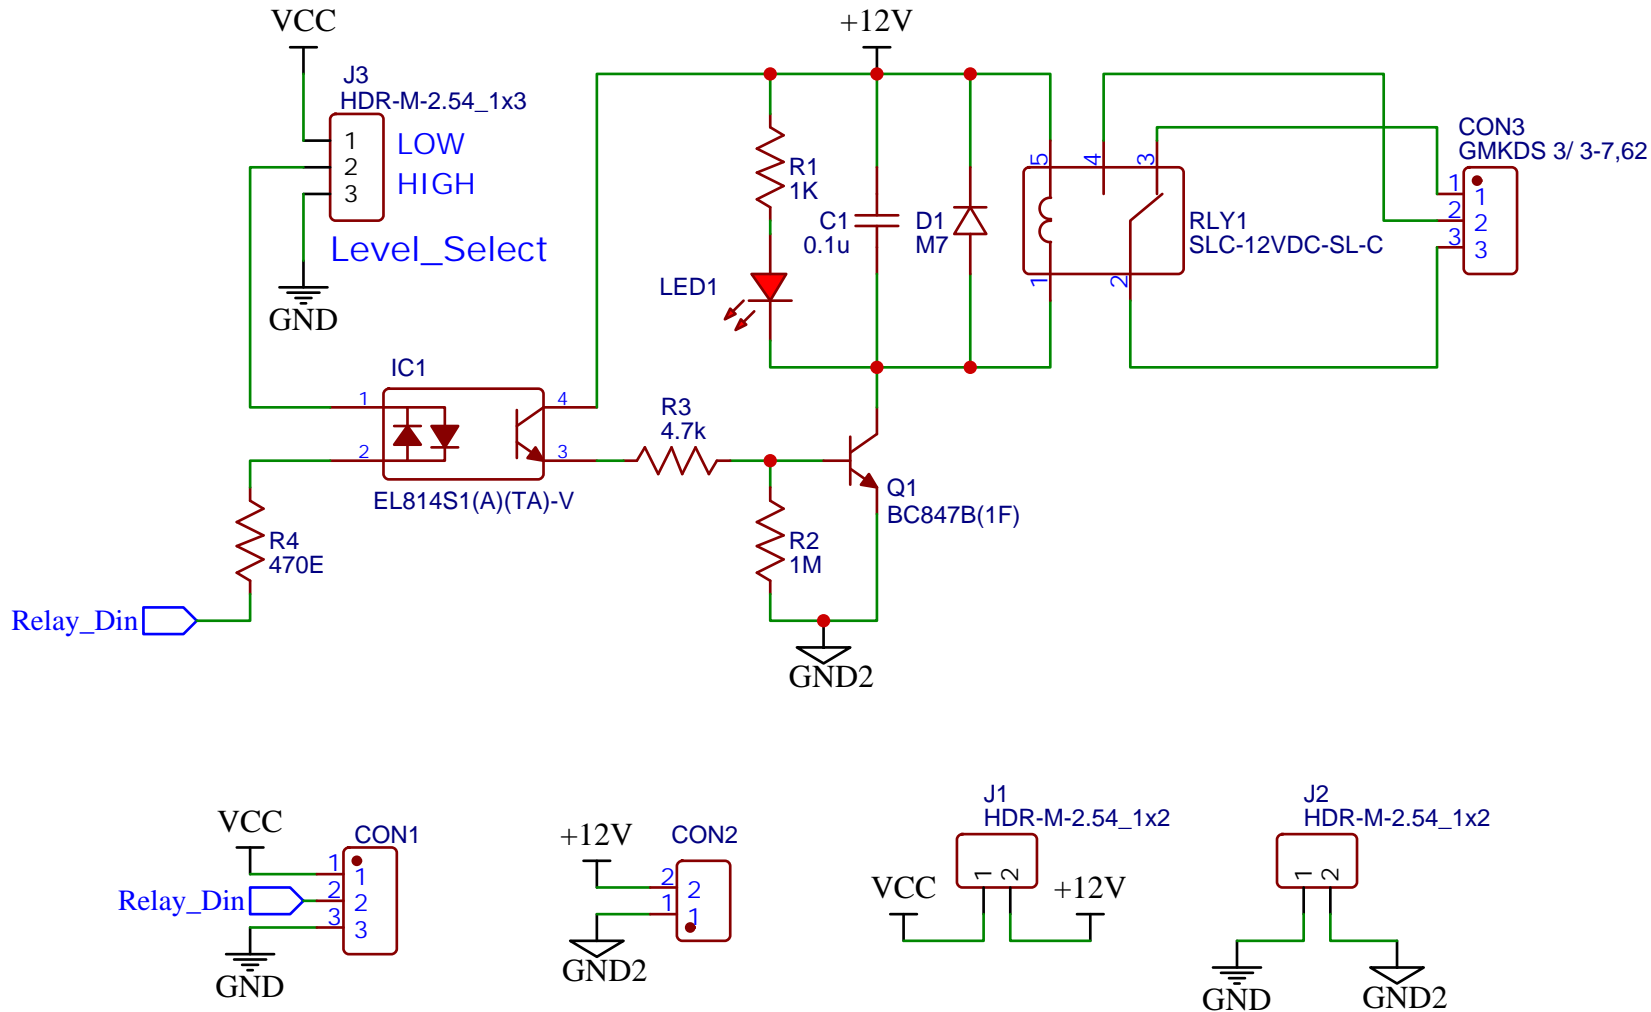 VCC
+12V
J3
HDR-M-2.54_1x3
1
2
3
LOW
HIGH
Level_Select
GND
R1
1K
C1
0.1u
D1
M7
LED1
5
4
3
1
2
RLY1
SLC-12VDC-SL-C
CON3
GMKDS 3/ 3-7,62
1
1
2
2
3
3
IC1
1
2
4
3
EL814S1(A)(TA)-V
R3
4.7k
R4
470E
R2
1M
Q1
BC847B(1F)
Relay_Din
GND2
VCC
CON1
1
1
Relay_Din
2
2
3
3
GND
+12V
CON2
2
2
1
1
GND2
J1
HDR-M-2.54_1x2
1
2
VCC
+12V
J2
HDR-M-2.54_1x2
1
2
GND
GND2